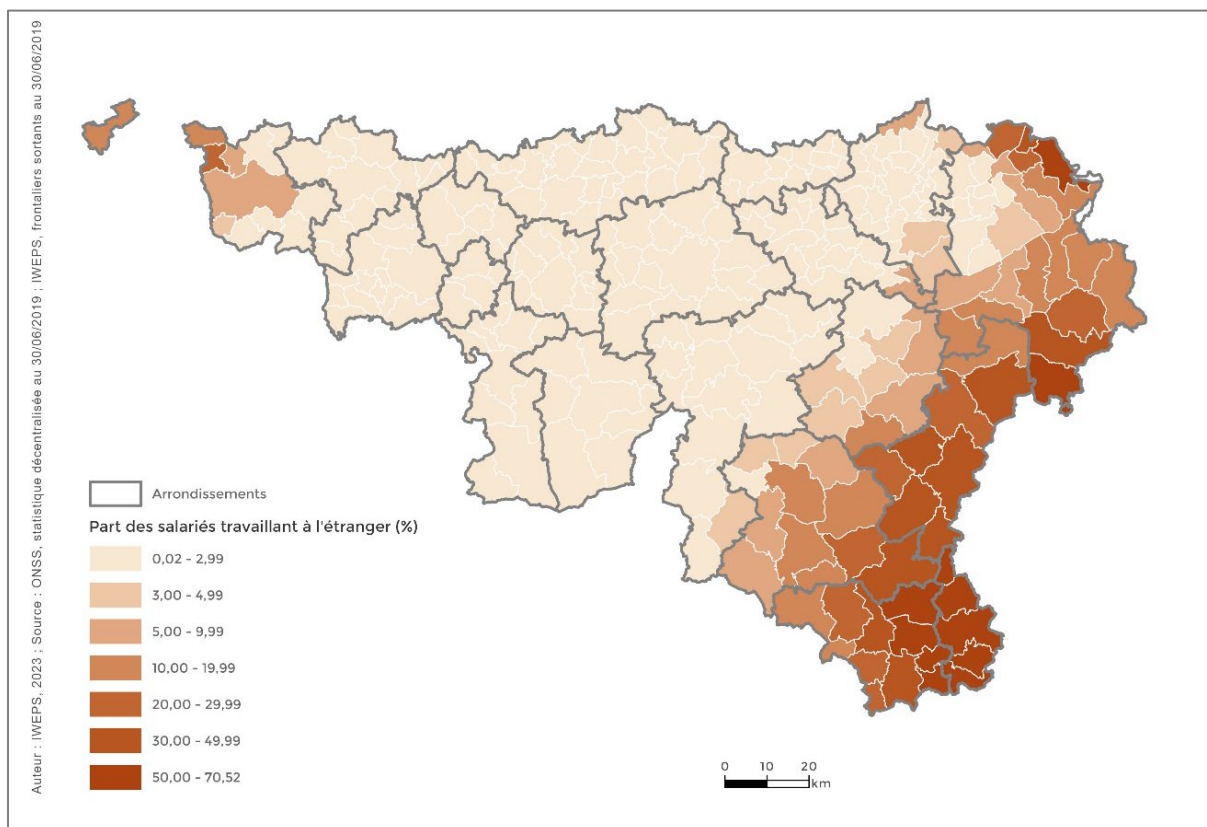 Auteur : IWEPS, 2023 ; Source : ONSS, statistique décentralisée au 30/06/2019 ; IWEPS, frontaliers sortants au 30/06/2019
Arrondissements
Part des salariés travaillant à l'étranger (%)
0,02 - 2,99
3,00 - 4,99
5,00 - 9,99
10,00 - 19,99
20,00 - 29,99
30,00 - 49,99
50,00 - 70,52
0 10 20
km